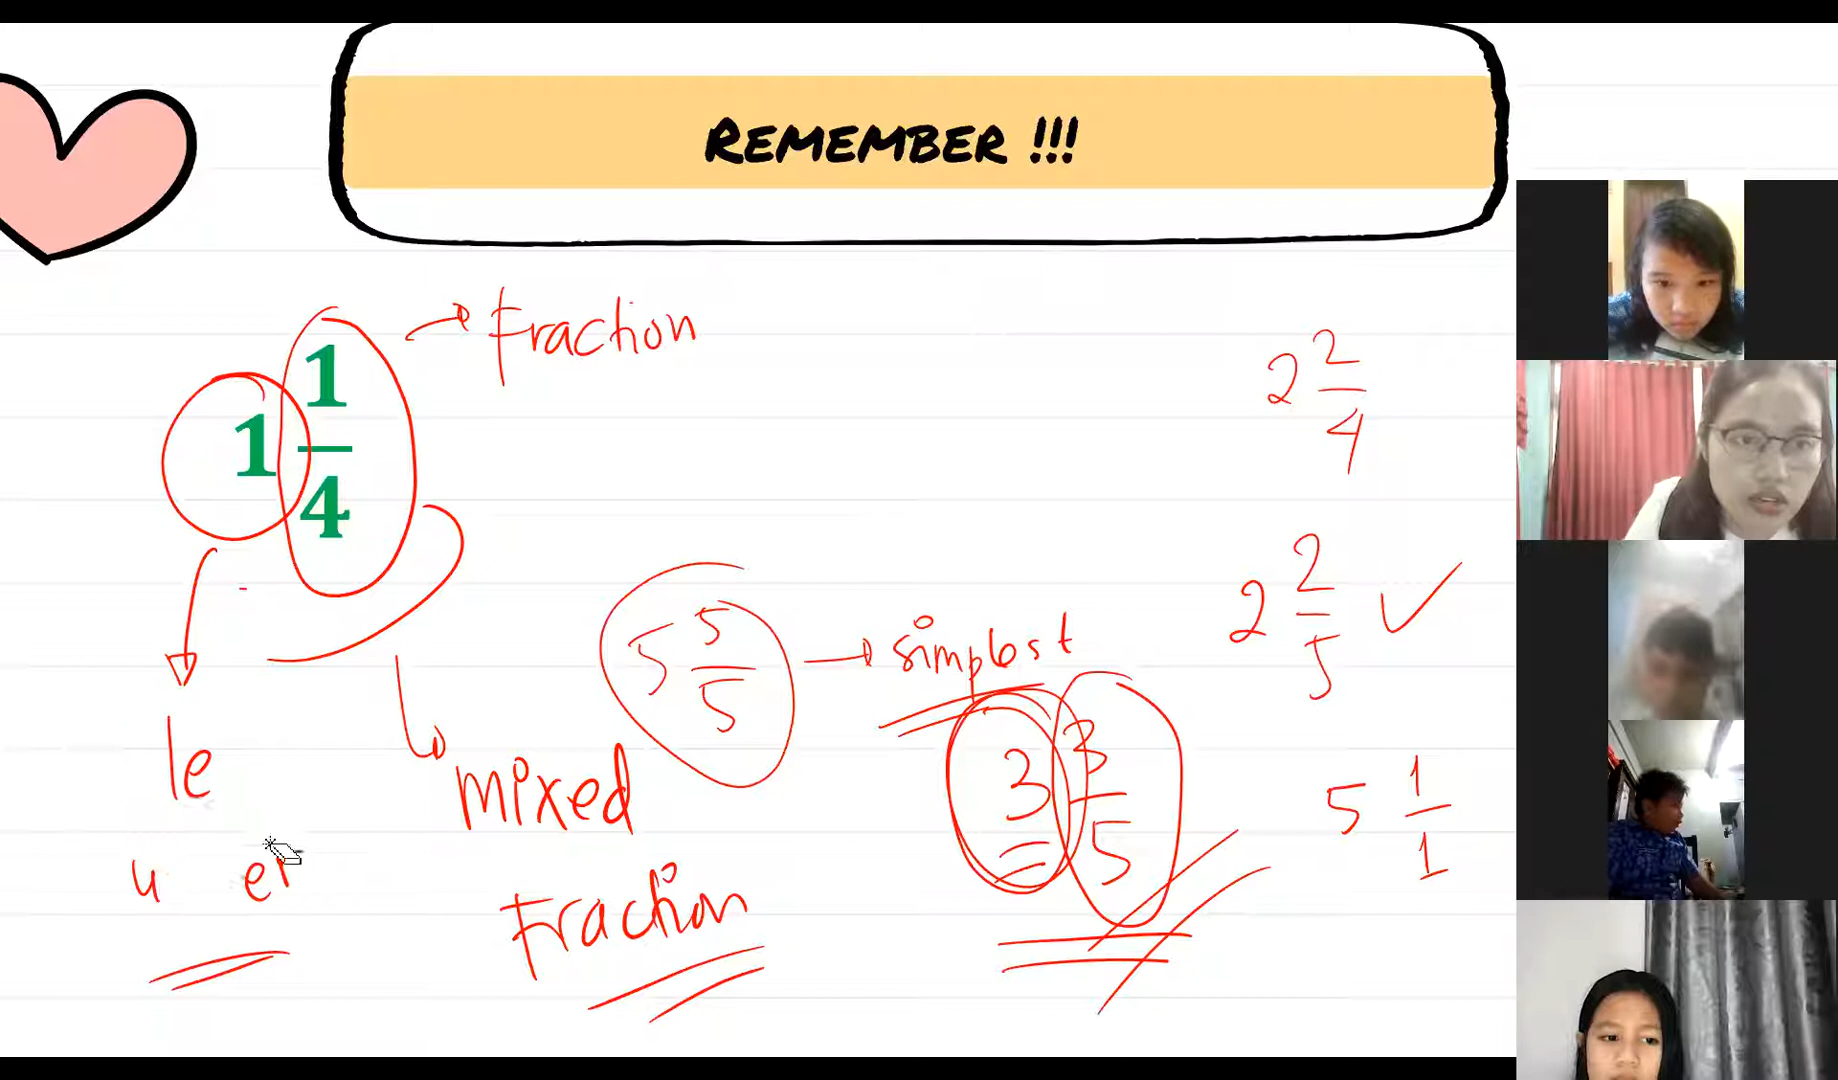 REMEMBER !!!
1 1/4
Fraction
le
u er
mixed
Fraction
5 5/5
simplest
3 3/5
2 2/4
2 2/5 ✓
5 1/1